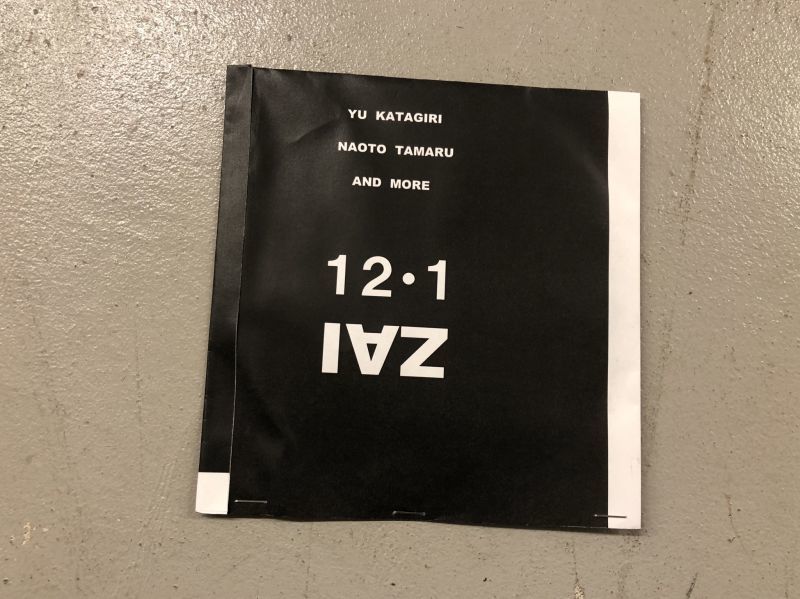 YU KATAGIRI
NAOTO TAMARU
AND MORE
12・1
ZAI